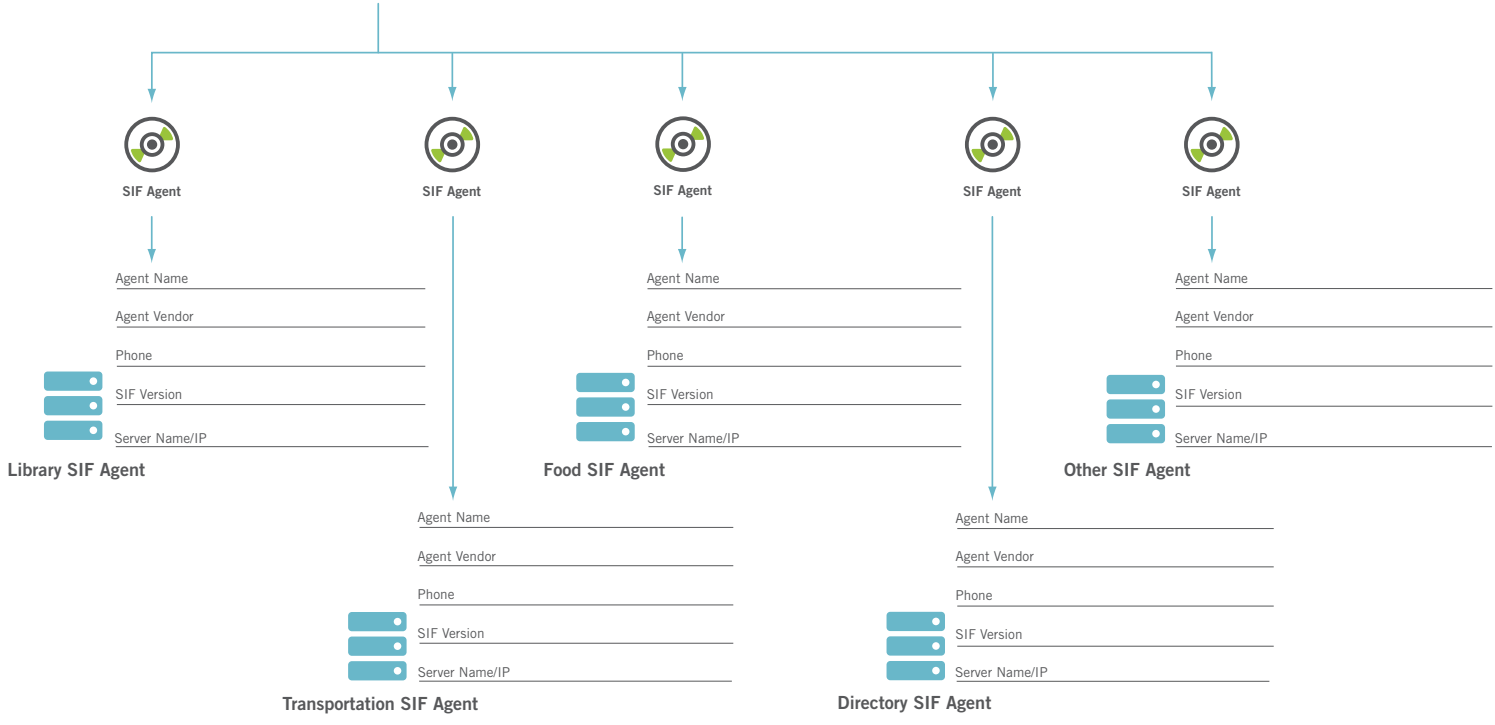 SIF Agent
SIF Agent
SIF Agent
SIF Agent
SIF Agent
Agent Name
Agent Vendor
Phone
SIF Version
Server Name/IP
Library SIF Agent
Agent Name
Agent Vendor
Phone
SIF Version
Server Name/IP
Food SIF Agent
Agent Name
Agent Vendor
Phone
SIF Version
Server Name/IP
Other SIF Agent
Agent Name
Agent Vendor
Phone
SIF Version
Server Name/IP
Transportation SIF Agent
Agent Name
Agent Vendor
Phone
SIF Version
Server Name/IP
Directory SIF Agent